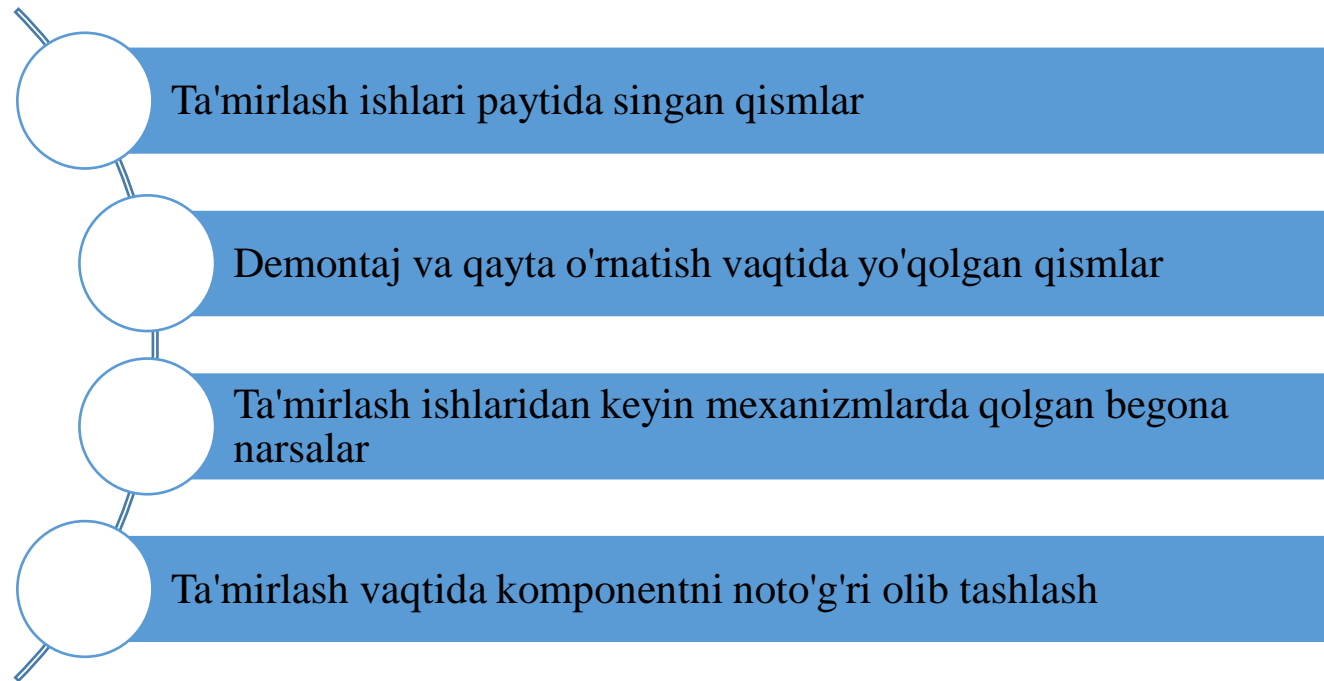 Ta'mirlash ishlari paytida singan qismlar
Demontaj va qayta o'rnatish vaqtida yo'qolgan qismlar
Ta'mirlash ishlaridan keyin mexanizmlarda qolgan begona
narsalar
Ta'mirlash vaqtida komponentni noto'g'ri olib tashlash